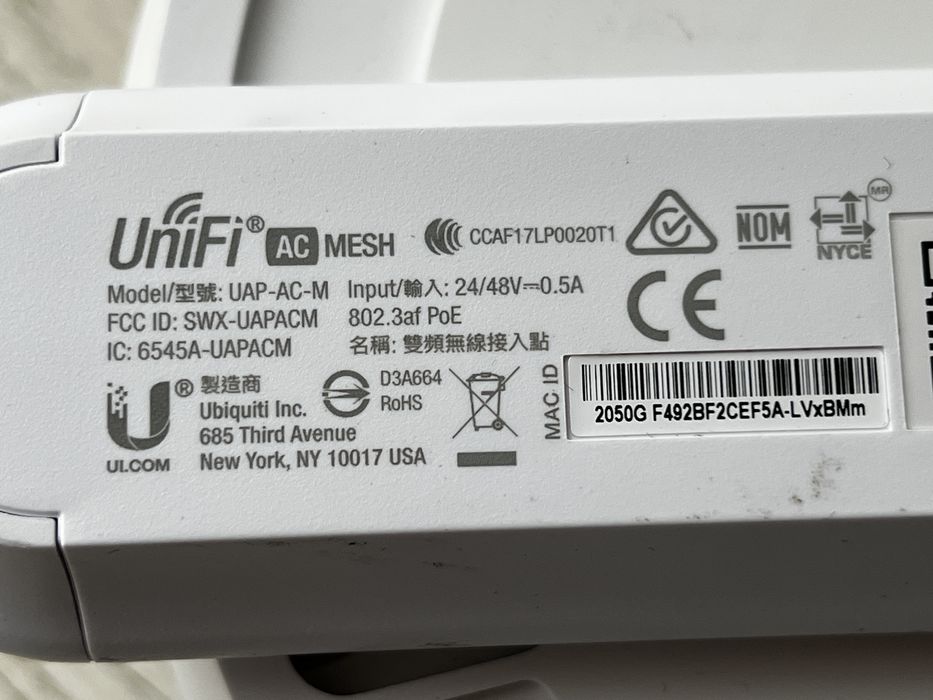 UniFi® AC MESH
CCAF17LP0020T1
NOM
NYCE
MR
Model/型號: UAP-AC-M
Input/輸入: 24/48V⎓0.5A
FCC ID: SWX-UAPACM
802.3af PoE
IC: 6545A-UAPACM
名稱: 雙頻無線接入點
CE
U®
ULCOM
製造商
Ubiquiti Inc.
685 Third Avenue
New York, NY 10017 USA
D3A664
RoHS
MAC ID
2050G F492BF2CEF5A-LVxBMm